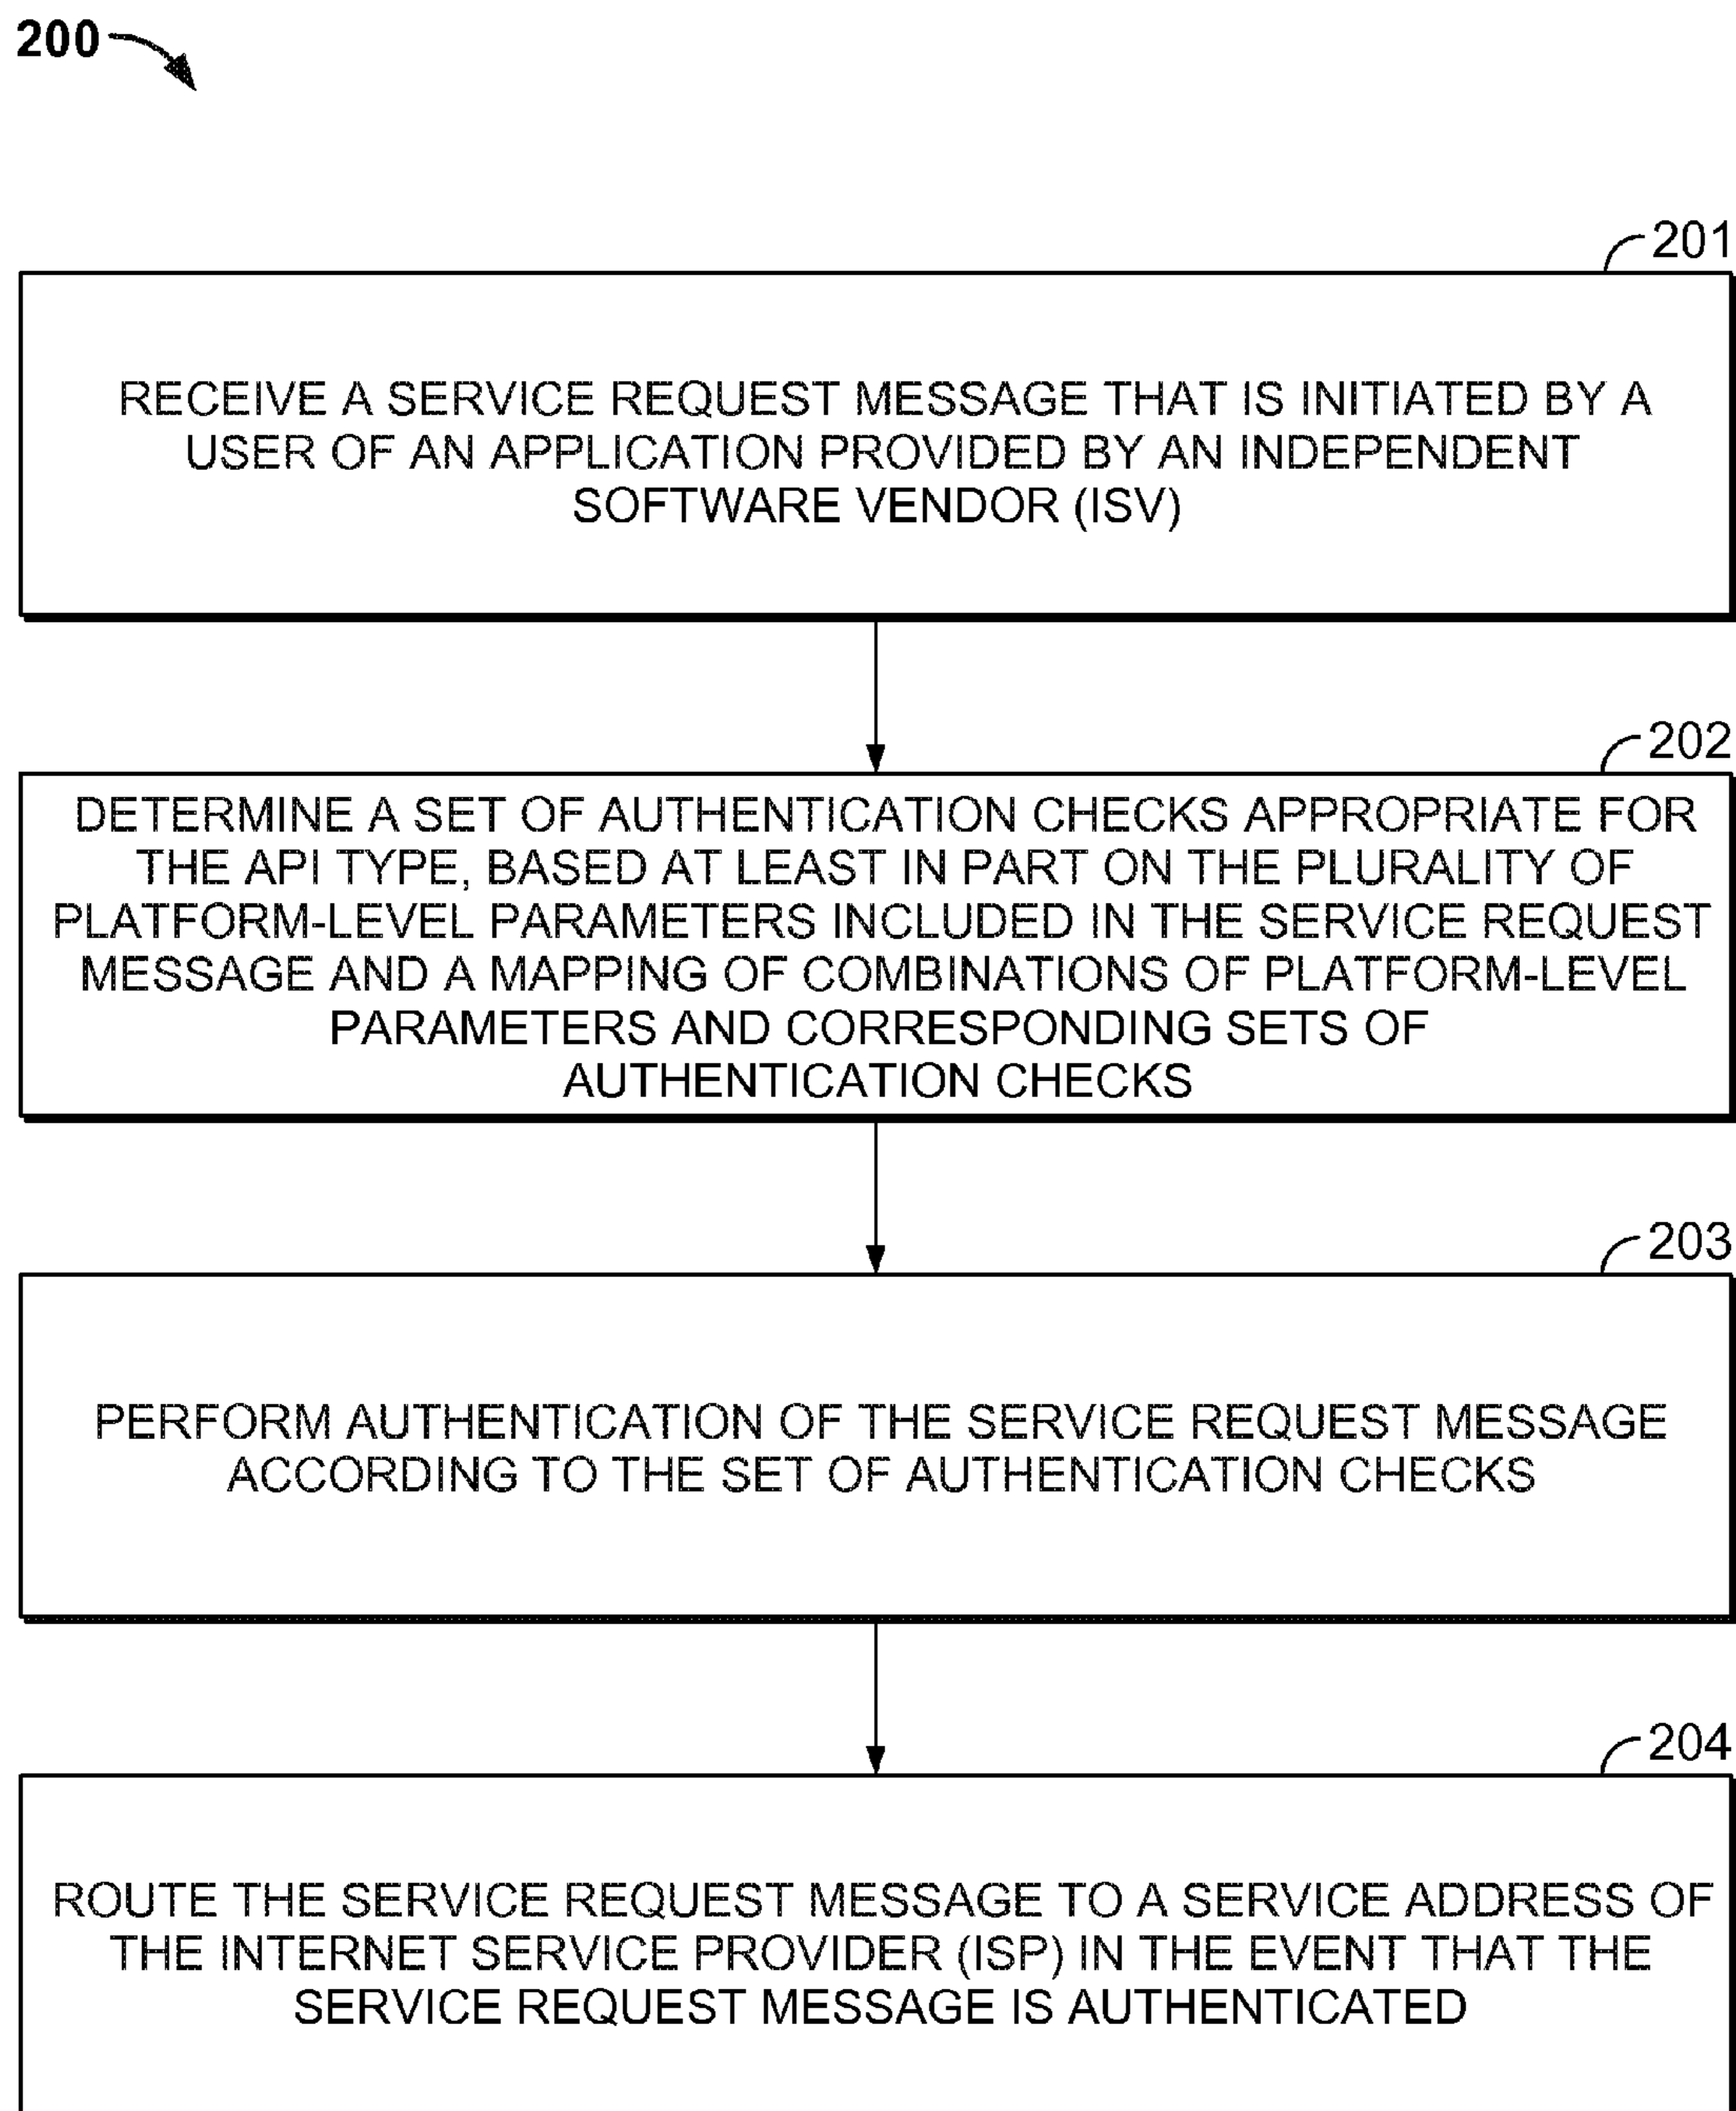 200
201
RECEIVE A SERVICE REQUEST MESSAGE THAT IS INITIATED BY A
USER OF AN APPLICATION PROVIDED BY AN INDEPENDENT
SOFTWARE VENDOR (ISV)
202
DETERMINE A SET OF AUTHENTICATION CHECKS APPROPRIATE FOR
THE API TYPE, BASED AT LEAST IN PART ON THE PLURALITY OF
PLATFORM-LEVEL PARAMETERS INCLUDED IN THE SERVICE REQUEST
MESSAGE AND A MAPPING OF COMBINATIONS OF PLATFORM-LEVEL
PARAMETERS AND CORRESPONDING SETS OF
AUTHENTICATION CHECKS
203
PERFORM AUTHENTICATION OF THE SERVICE REQUEST MESSAGE
ACCORDING TO THE SET OF AUTHENTICATION CHECKS
204
ROUTE THE SERVICE REQUEST MESSAGE TO A SERVICE ADDRESS OF
THE INTERNET SERVICE PROVIDER (ISP) IN THE EVENT THAT THE
SERVICE REQUEST MESSAGE IS AUTHENTICATED